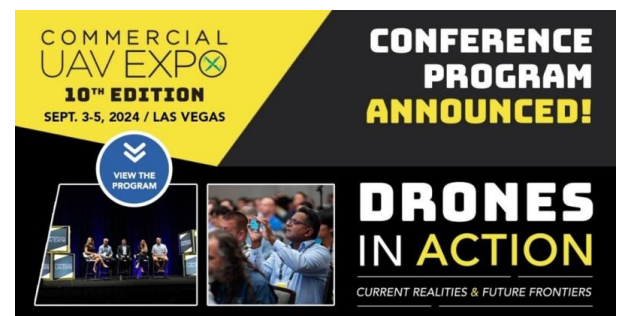 COMMERCIAL
UAV EXPO
10TH EDITION
SEPT. 3-5, 2024 / LAS VEGAS
CONFERENCE
PROGRAM
ANNOUNCED!
VIEW THE
PROGRAM
DRONES
IN ACTION
CURRENT REALITIES & FUTURE FRONTIERS